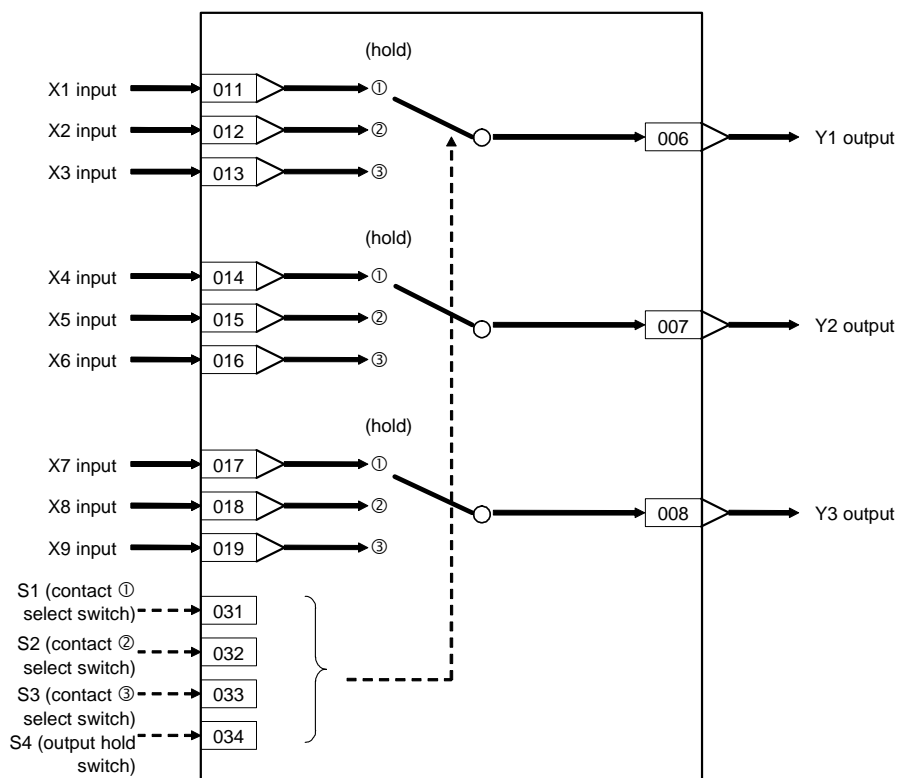 (hold)
X1 input 011 ①
X2 input 012 ②
006 Y1 output
X3 input 013 ③
(hold)
X4 input 014 ①
X5 input 015 ②
007 Y2 output
X6 input 016 ③
(hold)
X7 input 017 ①
X8 input 018 ②
008 Y3 output
X9 input 019 ③
S1 (contact ①
select switch)
031
S2 (contact ②
select switch)
032
S3 (contact ③
select switch)
033
S4 (output hold
switch)
034